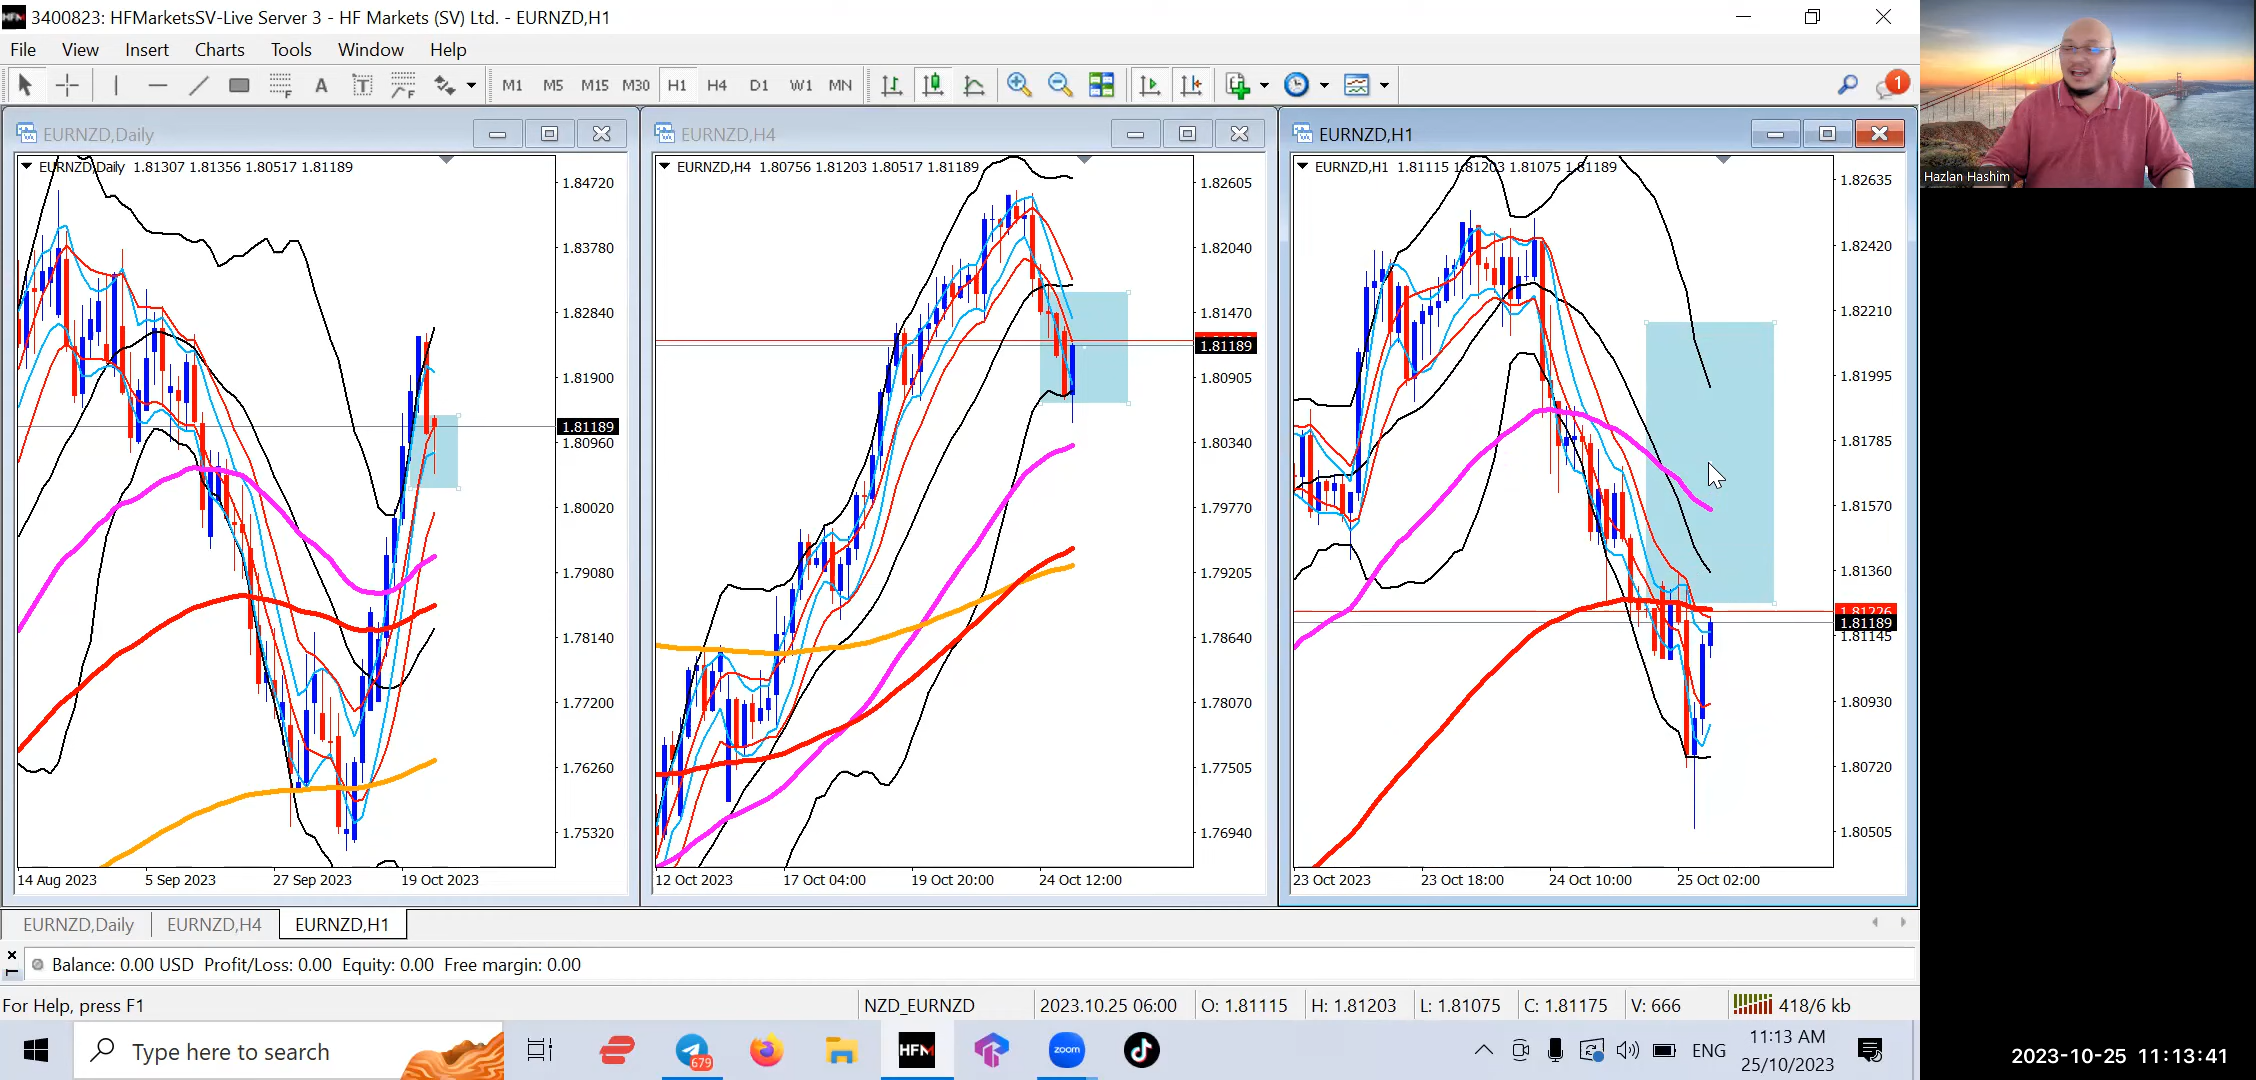 3400823: HFMarketsSV-Live Server 3 - HF Markets (SV) Ltd. - EURNZD,H1
File View Insert Charts Tools Window Help
A T F M1 M5 M15 M30 H1 H4 D1 W1 MN 1
Hazlan Hashim
EURNZD,Daily
EURNZD,Daily 1.81307 1.81356 1.80517 1.81189
1.84720
1.83780
1.82840
1.81900
1.81189
1.80960
1.80020
1.79080
1.78140
1.77200
1.76260
1.75320
14 Aug 2023 5 Sep 2023 27 Sep 2023 19 Oct 2023
EURNZD,H4
EURNZD,H4 1.80756 1.81203 1.80517 1.81189
1.82605
1.82040
1.81470
1.81189
1.80905
1.80340
1.79770
1.79205
1.78640
1.78070
1.77505
1.76940
12 Oct 2023 17 Oct 04:00 19 Oct 20:00 24 Oct 12:00
EURNZD,H1
EURNZD,H1 1.81115 1.81203 1.81075 1.81189
1.82635
1.82420
1.82210
1.81995
1.81785
1.81570
1.81360
1.81226
1.81189
1.81145
1.80930
1.80720
1.80505
23 Oct 2023 23 Oct 18:00 24 Oct 10:00 25 Oct 02:00
EURNZD,Daily EURNZD,H4 EURNZD,H1
Balance: 0.00 USD Profit/Loss: 0.00 Equity: 0.00 Free margin: 0.00
For Help, press F1 NZD_EURNZD 2023.10.25 06:00 O: 1.81115 H: 1.81203 L: 1.81075 C: 1.81175 V: 666 418/6 kb
Type here to search 679 HFM zoom ENG 11:13 AM
25/10/2023
2023-10-25 11:13:41